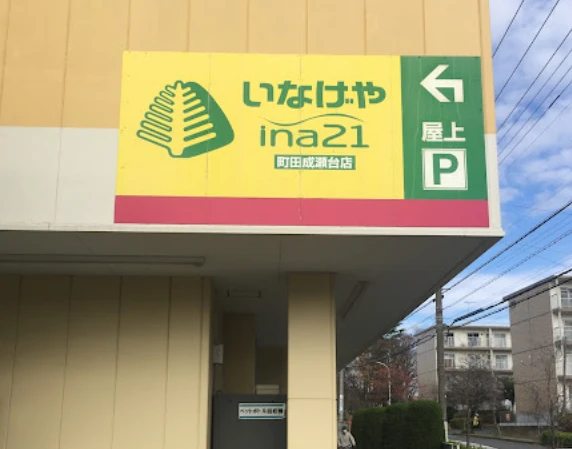 いなげや
ina21
町田成瀬台店
屋上
P